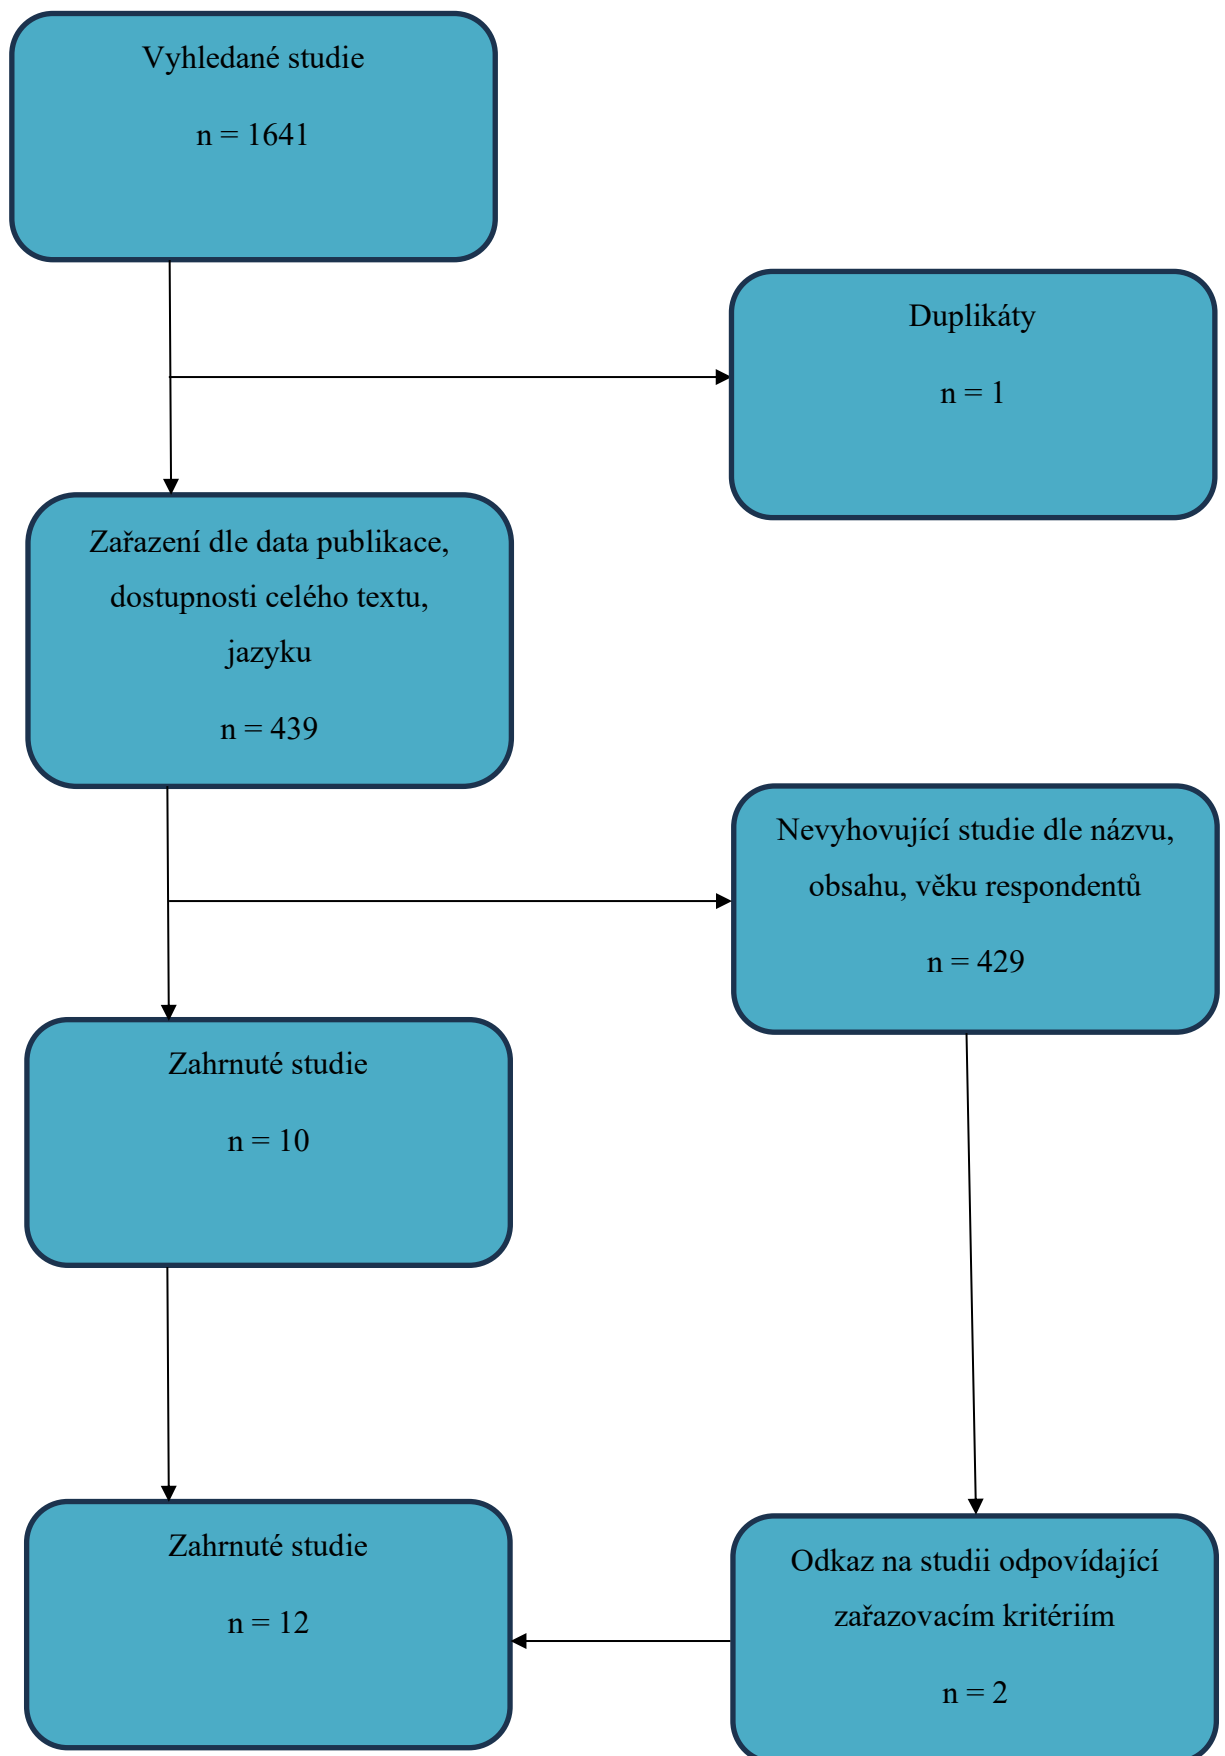 Vyhledané studie
n = 1641
Duplikáty
n = 1
Zařazení dle data publikace,
dostupnosti celého textu,
jazyku
n = 439
Nevyhovující studie dle názvu,
obsahu, věku respondentů
n = 429
Zahrnuté studie
n = 10
Zahrnuté studie
n = 12
Odkaz na studii odpovídající
zařazovacím kritériím
n = 2